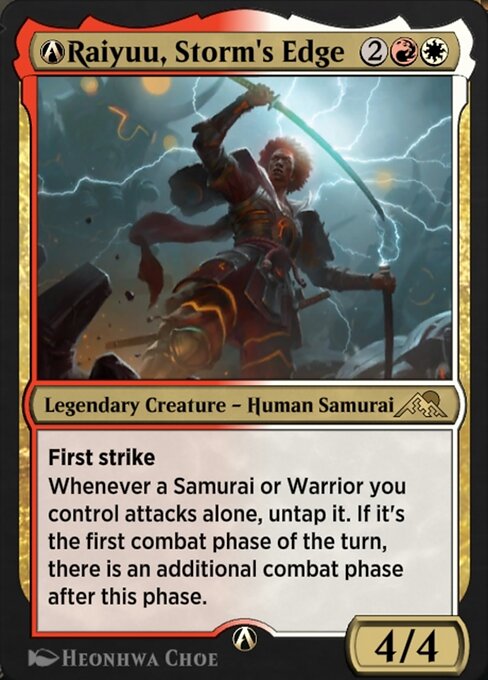 Raiyuu, Storm's Edge 2
Legendary Creature – Human Samurai
First strike
Whenever a Samurai or Warrior you
control attacks alone, untap it. If it's
the first combat phase of the turn,
there is an additional combat phase
after this phase.
4/4
Heonhwa Choe